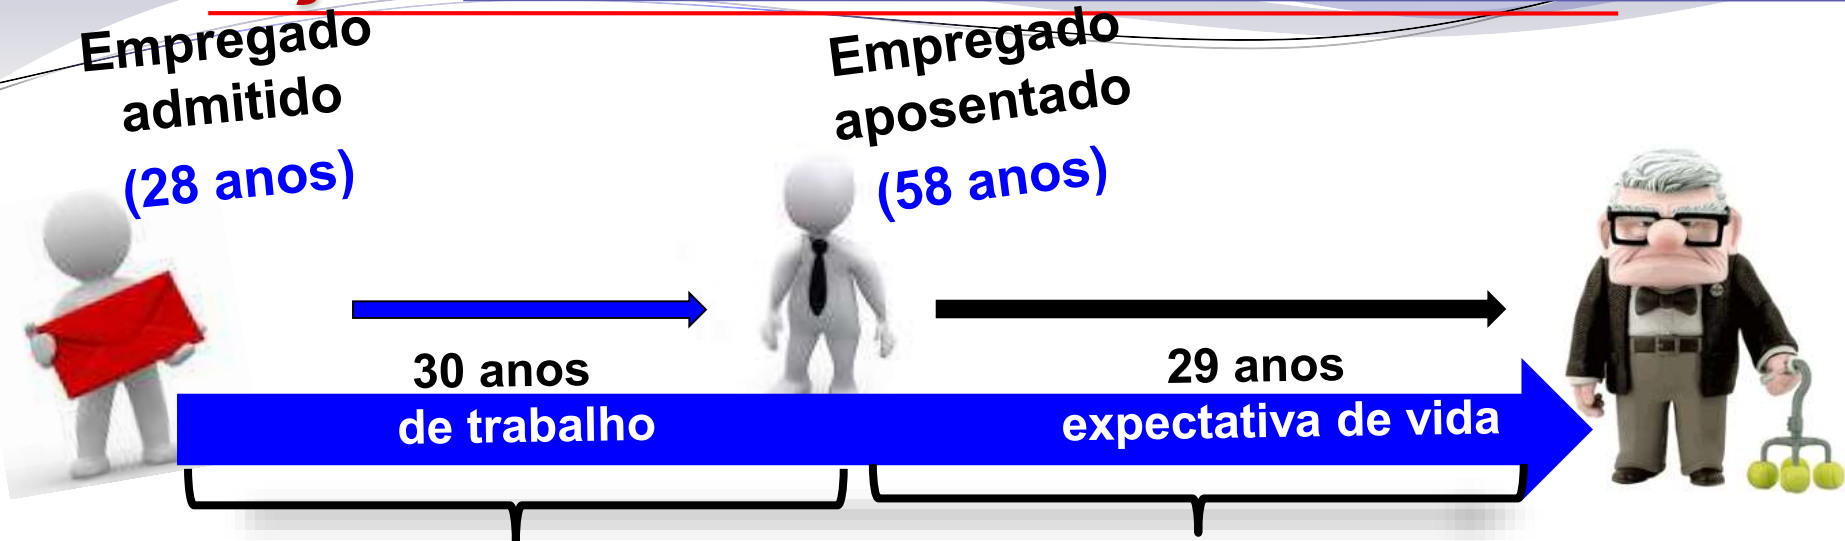 Empregado
admitido
(28 anos)
Empregado
aposentado
(58 anos)
30 anos
de trabalho
29 anos
expectativa de vida